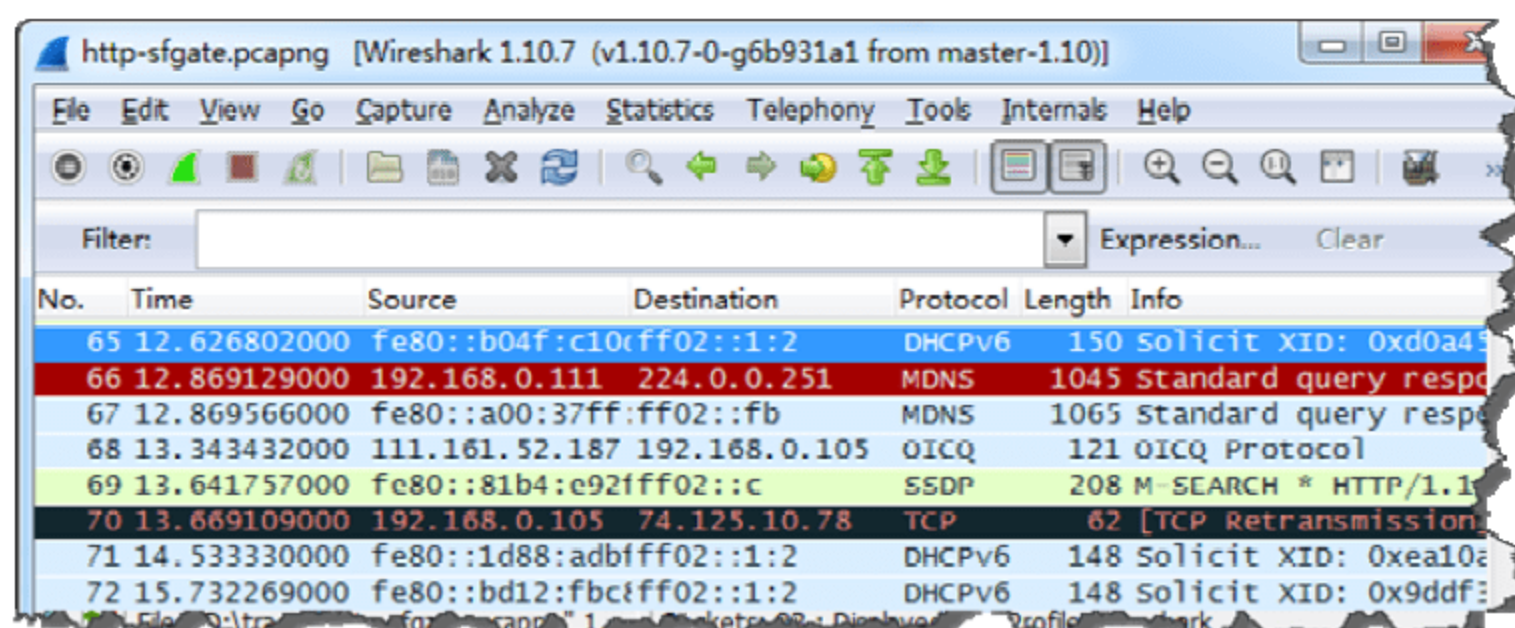 http-sfgate.pcapng [Wireshark 1.10.7 (v1.10.7-0-g6b931a1 from master-1.10)]
File Edit View Go Capture Analyze Statistics Telephony Tools Internals Help
Filter: Expression... Clear
No. Time Source Destination Protocol Length Info
65 12.626802000 fe80::b04f:c10 ff02::1:2 DHCPv6 150 Solicit XID: 0xd0a45
66 12.869129000 192.168.0.111 224.0.0.251 MDNS 1045 Standard query respo
67 12.869566000 fe80::a00:37ff: ff02::fb MDNS 1065 Standard query respo
68 13.343432000 111.161.52.187 192.168.0.105 OICQ 121 OICQ Protocol
69 13.641757000 fe80::81b4:e92f ff02::c SSDP 208 M-SEARCH * HTTP/1.1
70 13.669109000 192.168.0.105 74.125.10.78 TCP 62 [TCP Retransmission
71 14.533330000 fe80::1d88:adb ff02::1:2 DHCPv6 148 Solicit XID: 0xea10a
72 15.732269000 fe80::bd12:fbc ff02::1:2 DHCPv6 148 Solicit XID: 0x9ddf